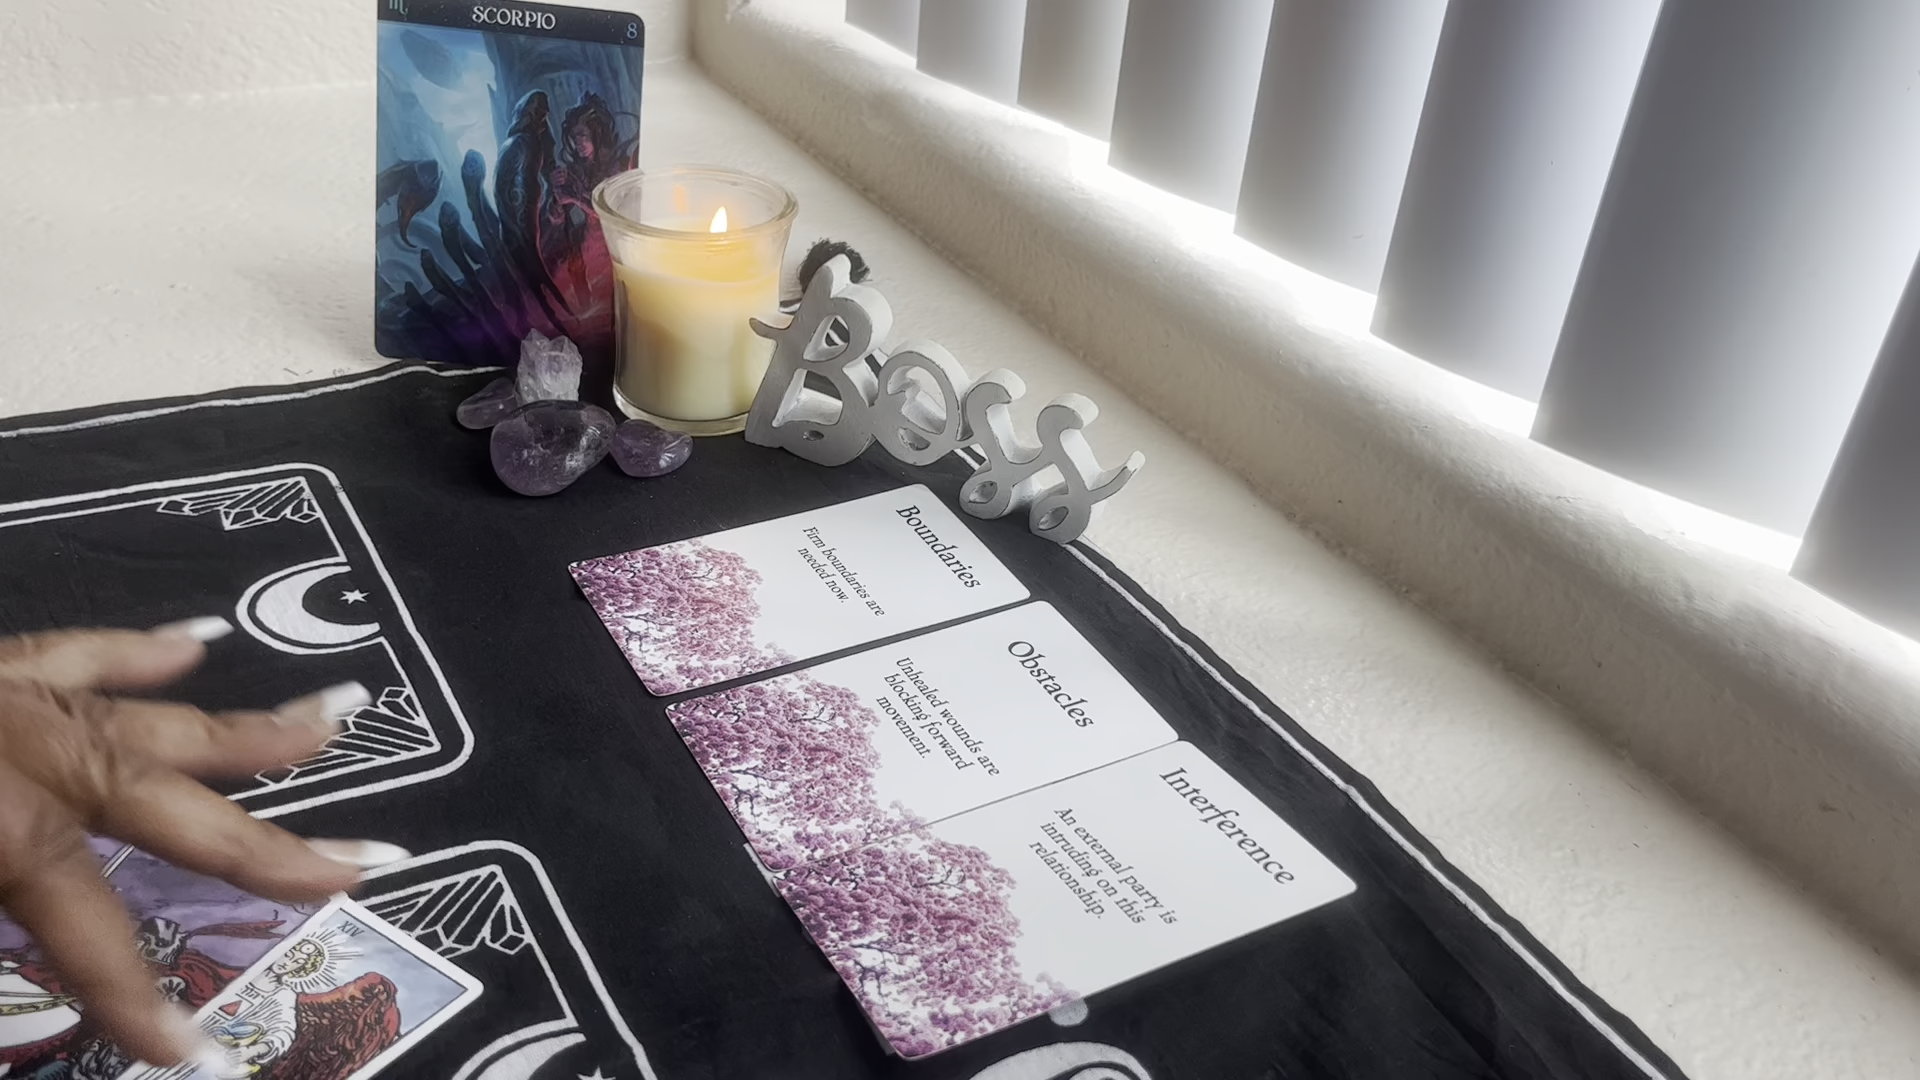 SCORPIO
8
Boss
Boundaries
Firm boundaries are
needed now.
Obstacles
Unhealed wounds are
blocking forward
movement.
Interference
An external party is
intruding on this
relationship.
XIV